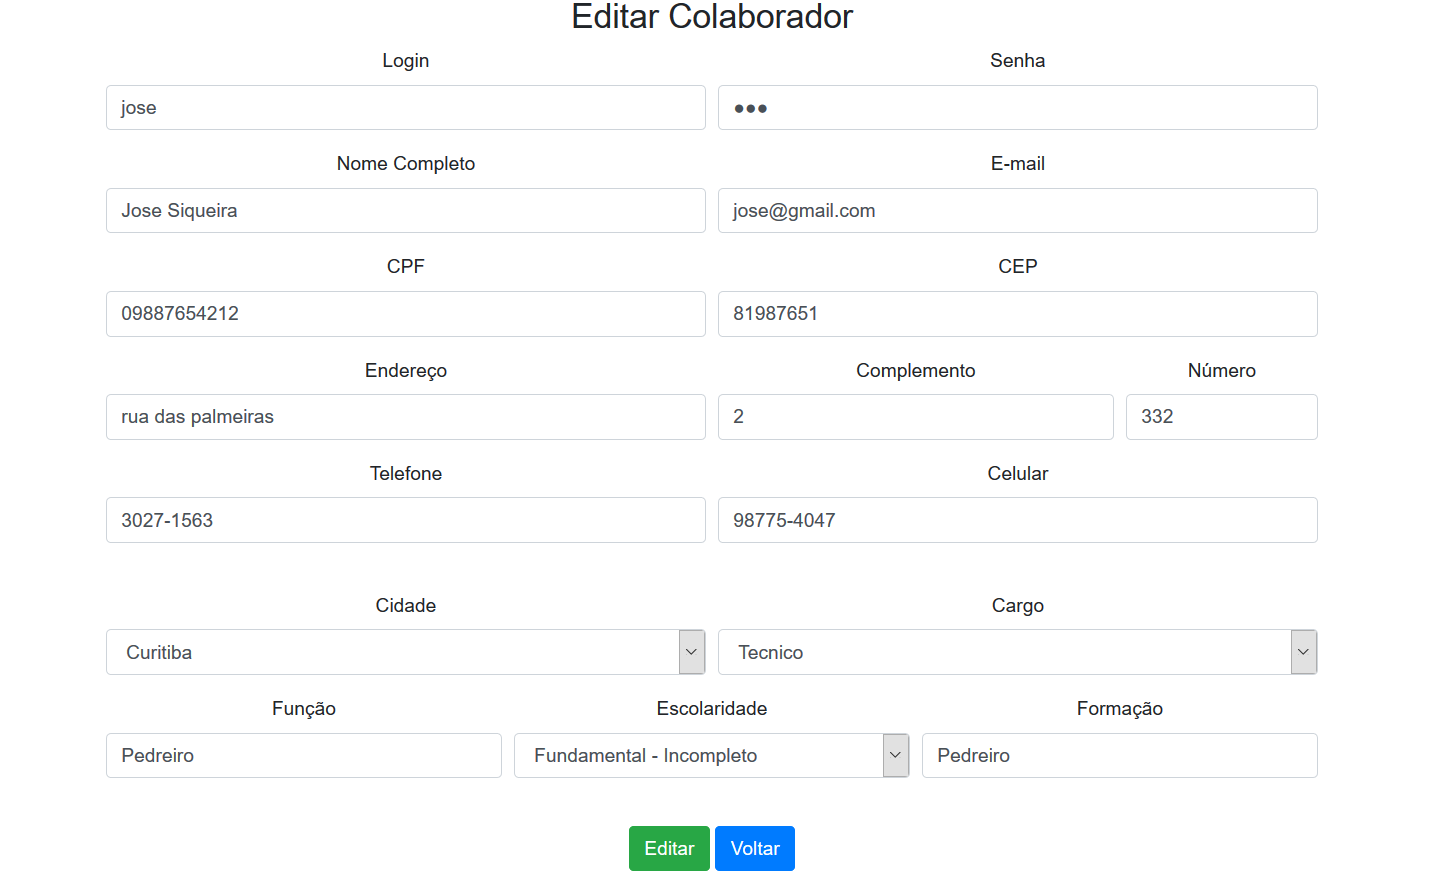 Editar Colaborador
Login Senha
jose ●●●
Nome Completo E-mail
Jose Siqueira jose@gmail.com
CPF CEP
09887654212 81987651
Endereço Complemento Número
rua das palmeiras 2 332
Telefone Celular
3027-1563 98775-4047
Cidade Cargo
Curitiba Tecnico
Função Escolaridade Formação
Pedreiro Fundamental - Incompleto Pedreiro
Editar Voltar